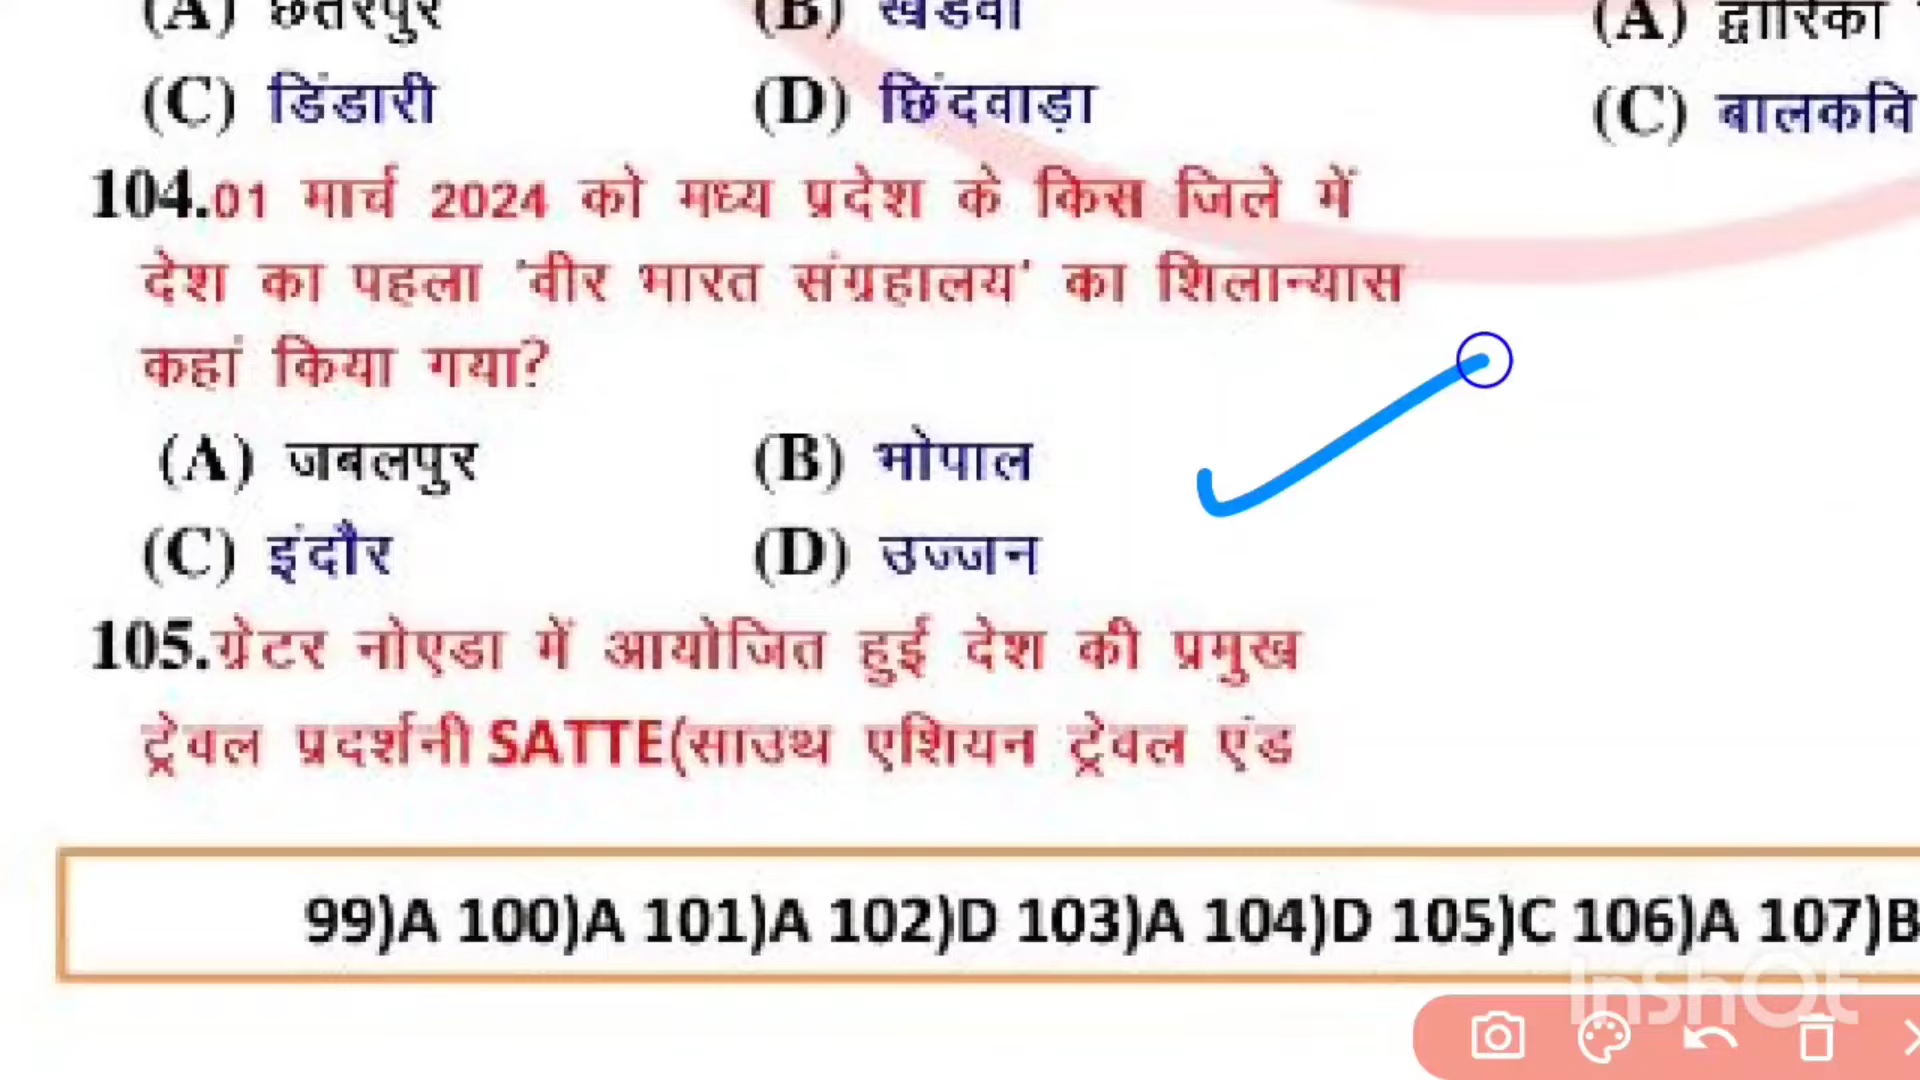 (A) छतरपुर (B) खंडवा
(C) डिंडारी (D) छिंदवाड़ा
104.01 मार्च 2024 को मध्य प्रदेश के किस जिले में
देश का पहला 'वीर भारत संग्रहालय' का शिलान्यास
कहां किया गया?
(A) जबलपुर (B) भोपाल
(C) इंदौर (D) उज्जन
105.ग्रेटर नोएडा में आयोजित हुई देश की प्रमुख
ट्रेवल प्रदर्शनी SATTE(साउथ एशियन ट्रेवल एंड
(A) द्वारिका
(C) बालकवि
99)A 100)A 101)A 102)D 103)A 104)D 105)C 106)A 107)B
InShOt